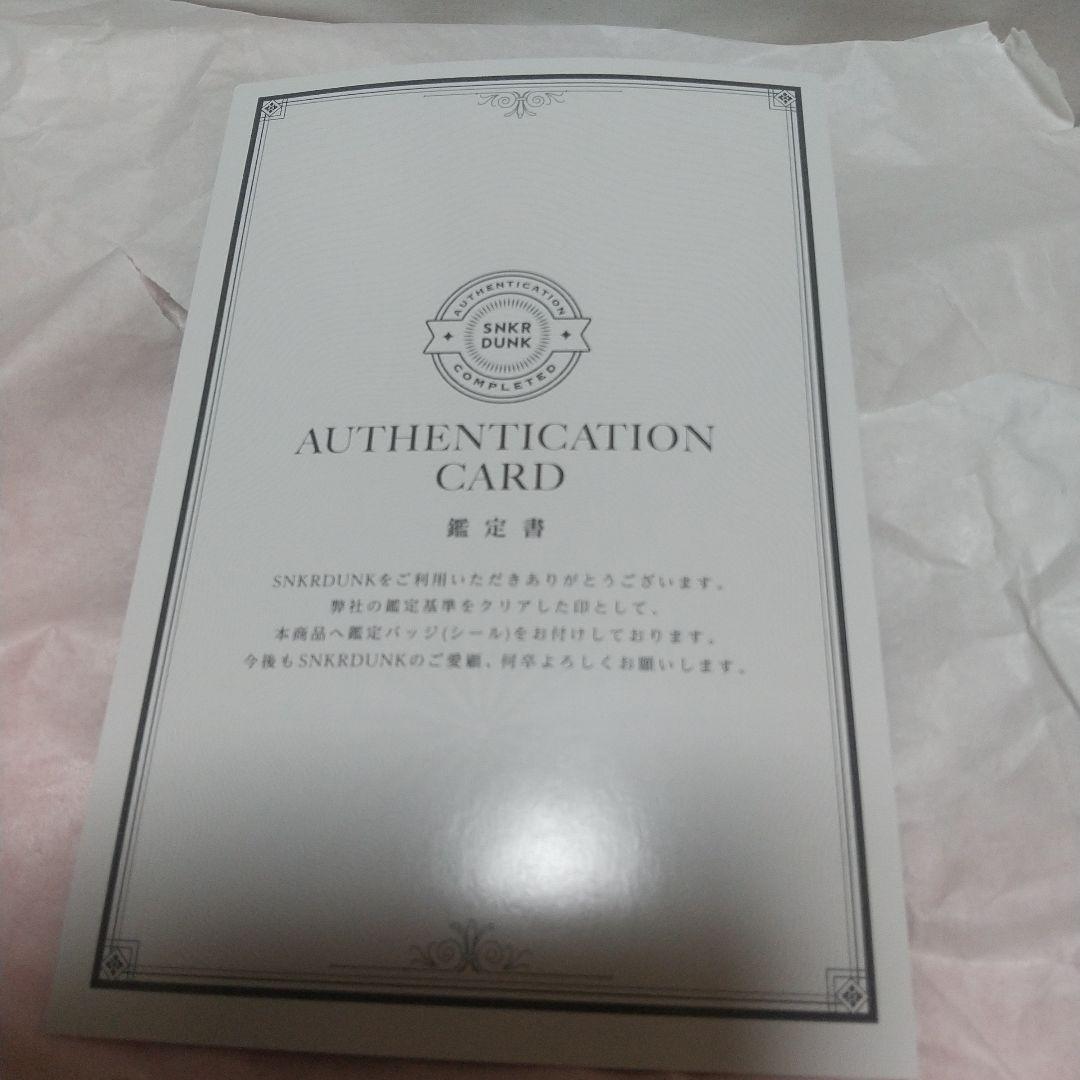 AUTHENTICATION
SNKR
DUNK
COMPLETED
AUTHENTICATION
CARD
鑑定書
SNKRDUNKをご利用いただきありがとうございます。
弊社の鑑定基準をクリアした印として、
本商品へ鑑定バッジ(シール)をお付けしております。
今後もSNKRDUNKのご愛顧、何卒よろしくお願いします。